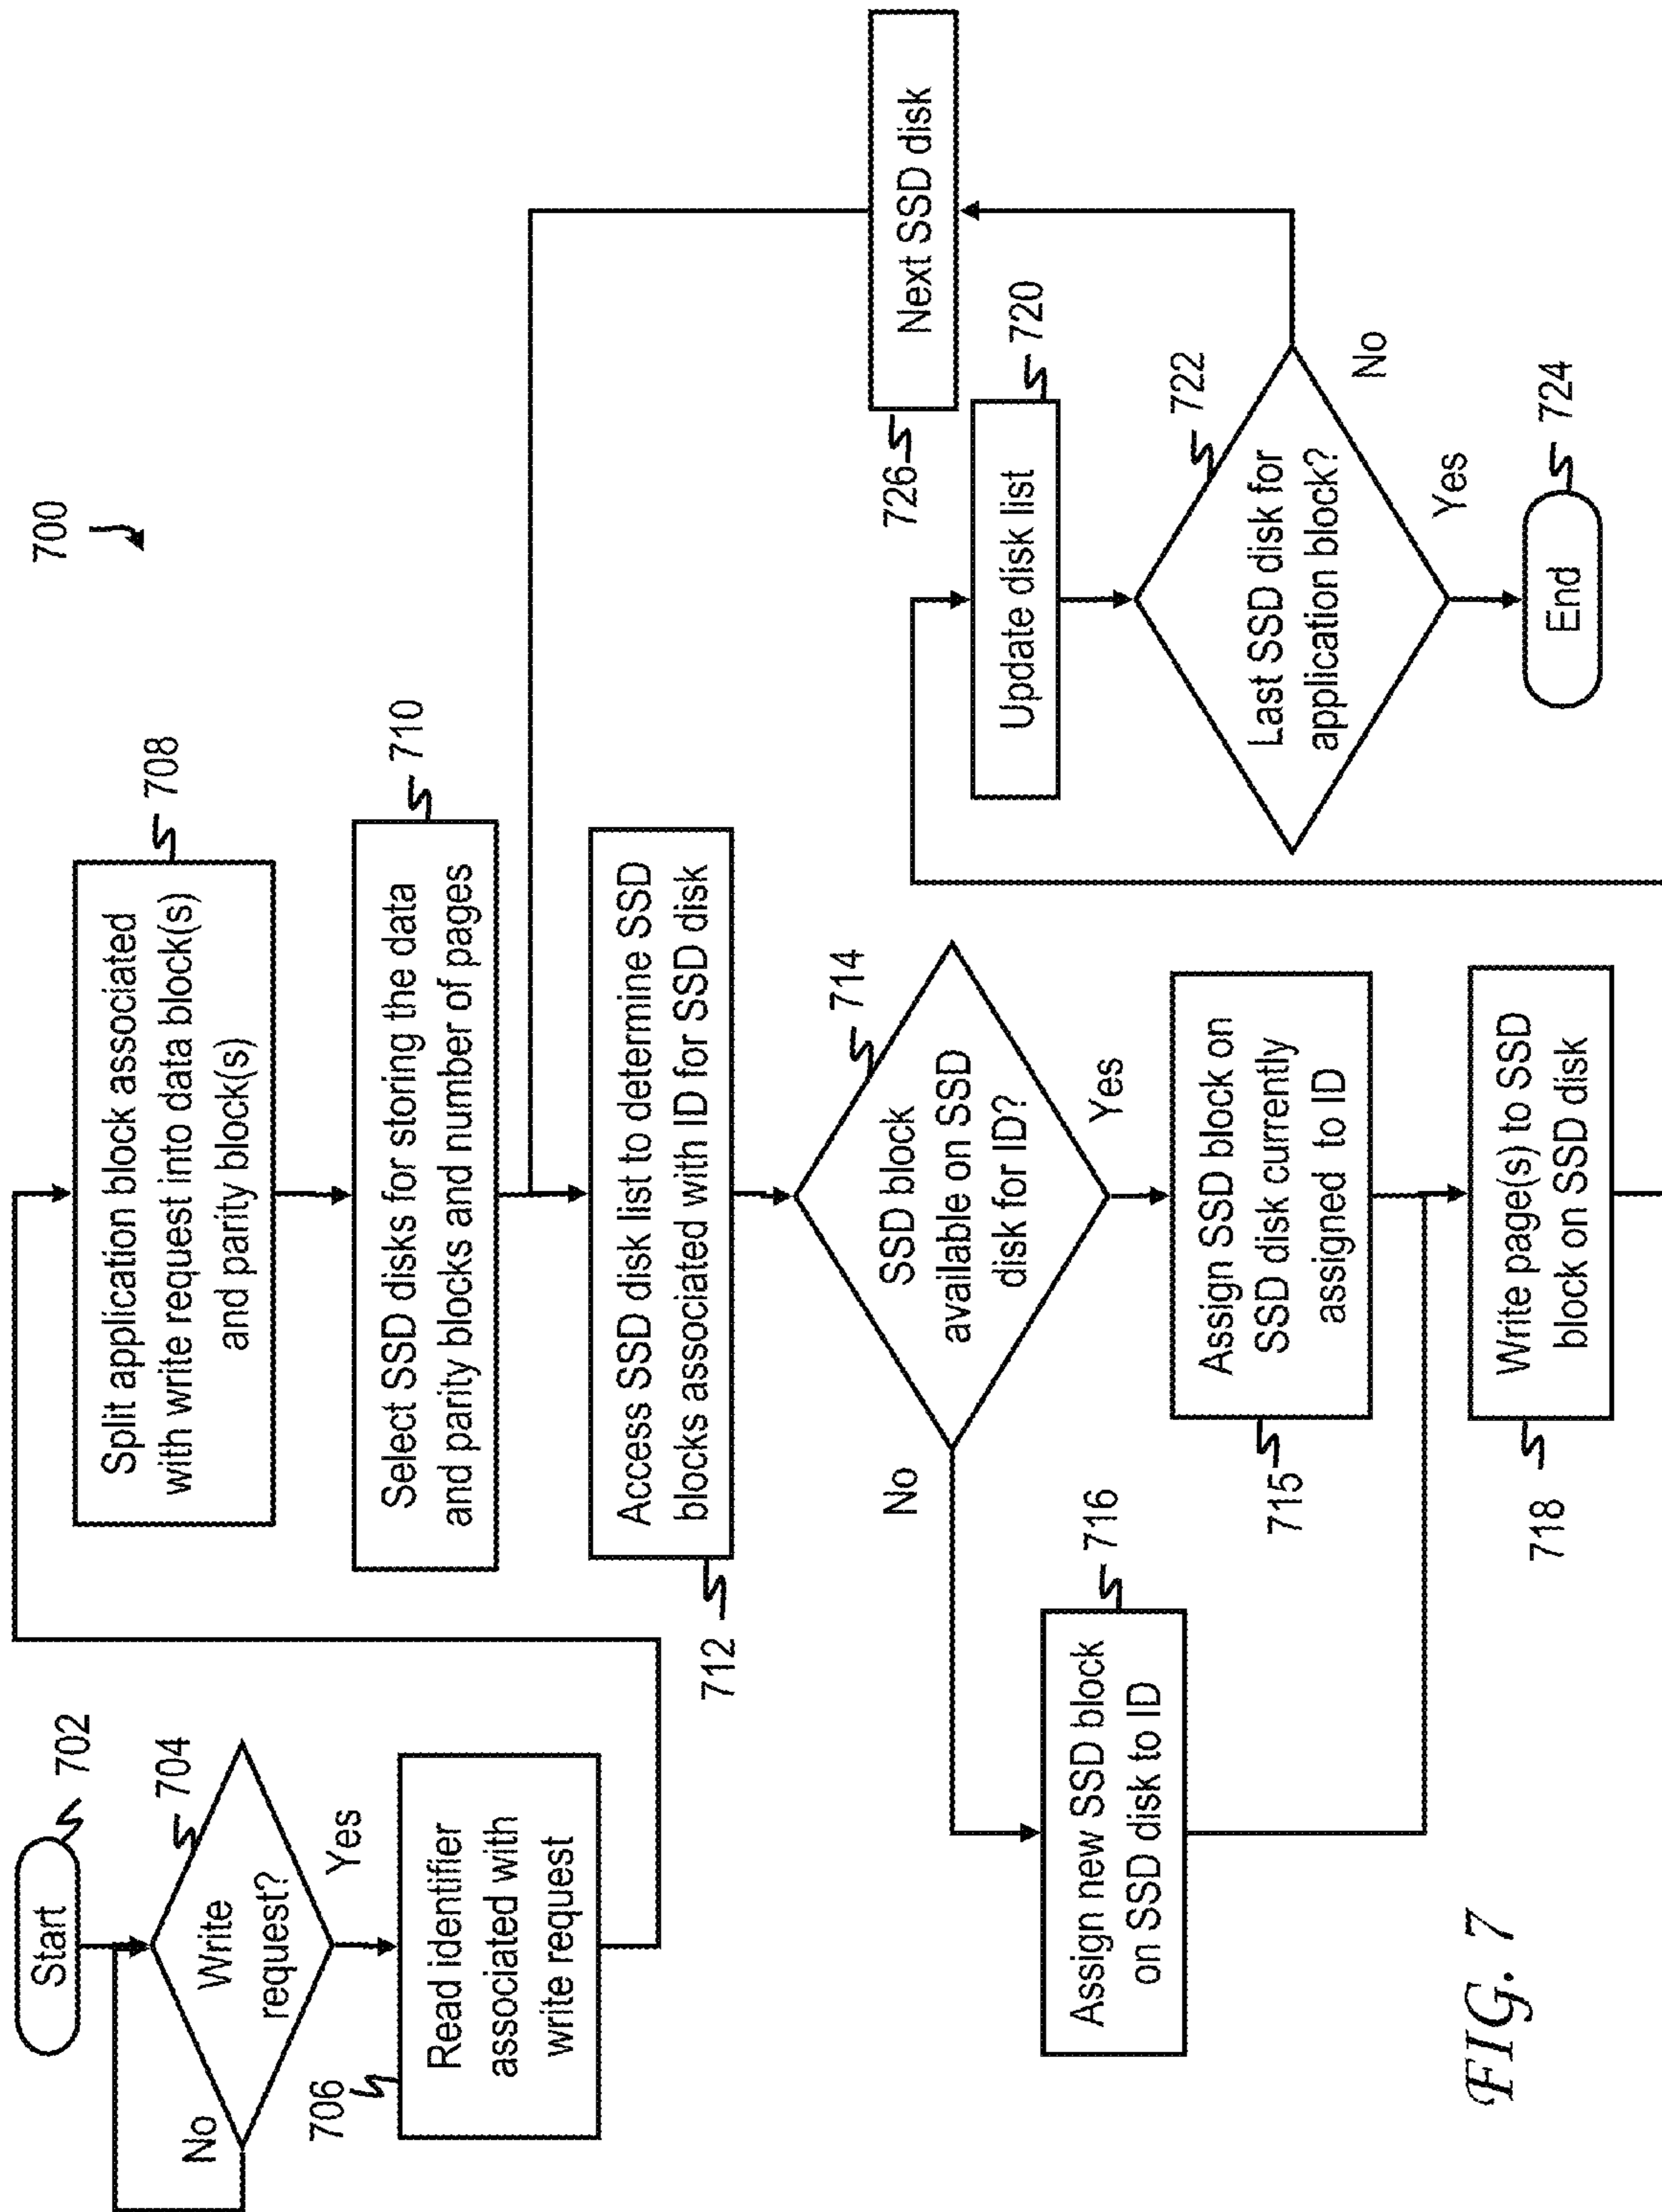 700
Start
702
Write
request?
704
No
Yes
Read identifier
associated with
write request
706
Split application block associated
with write request into data block(s)
and parity block(s)
708
Select SSD disks for storing the data
and parity blocks and number of pages
710
Access SSD disk list to determine SSD
blocks associated with ID for SSD disk
712
SSD block
available on SSD
disk for ID?
714
No
Yes
Assign new SSD block
on SSD disk to ID
716
Assign SSD block on
SSD disk currently
assigned to ID
715
Write page(s) to SSD
block on SSD disk
718
Next SSD disk
726
Update disk list
720
Last SSD disk for
application block?
722
No
Yes
End
724
FIG. 7